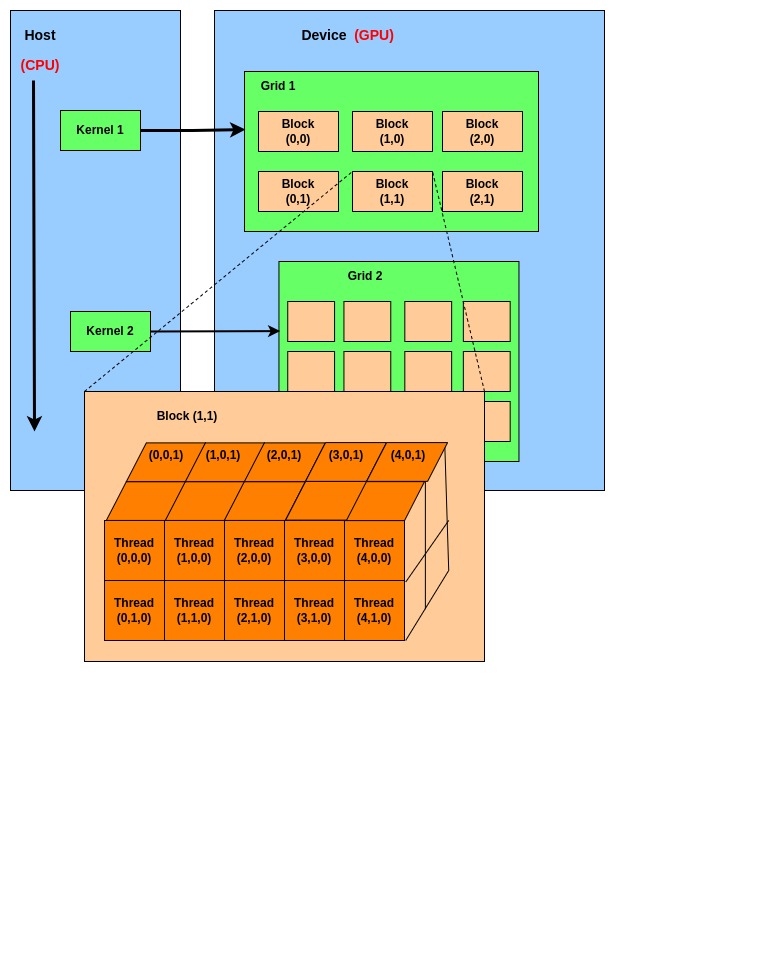 Host
(CPU)
Device (GPU)
Grid 1
Kernel 1
Block
(0,0)
Block
(1,0)
Block
(2,0)
Block
(0,1)
Block
(1,1)
Block
(2,1)
Grid 2
Kernel 2
Block (1,1)
(0,0,1)
(1,0,1)
(2,0,1)
(3,0,1)
(4,0,1)
Thread
(0,0,0)
Thread
(1,0,0)
Thread
(2,0,0)
Thread
(3,0,0)
Thread
(4,0,0)
Thread
(0,1,0)
Thread
(1,1,0)
Thread
(2,1,0)
Thread
(3,1,0)
Thread
(4,1,0)